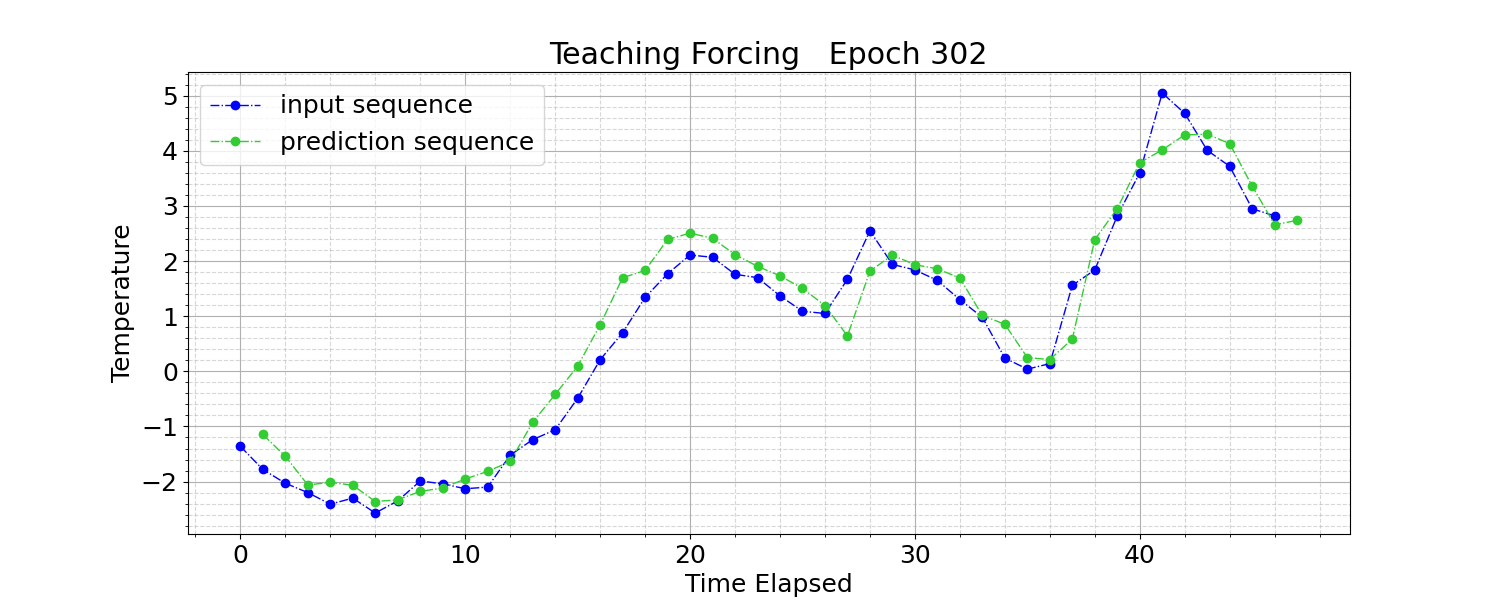 Teaching Forcing   Epoch 302
input sequence
prediction sequence
5
4
3
2
1
0
−1
−2
Temperature
0 10 20 30 40
Time Elapsed